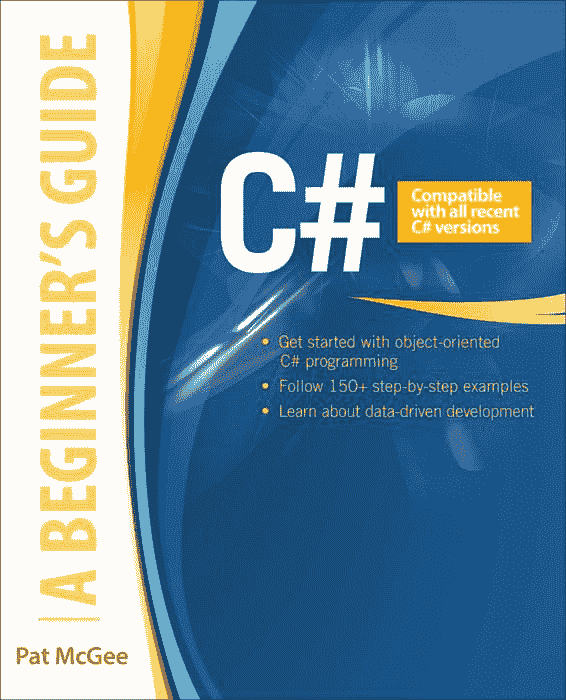 A BEGINNER'S GUIDE
C#
Compatible
with all recent
C# versions
• Get started with object-oriented
C# programming
• Follow 150+ step-by-step examples
• Learn about data-driven development
Pat McGee